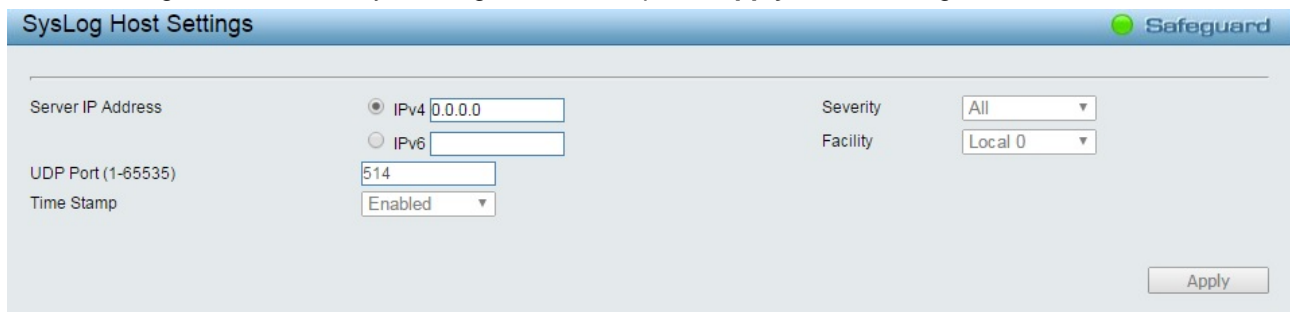 SysLog Host Settings
Safeguard
Server IP Address
IPv4 0.0.0.0
Severity
All
IPv6
Facility
Local 0
UDP Port (1-65535)
514
Time Stamp
Enabled
Apply